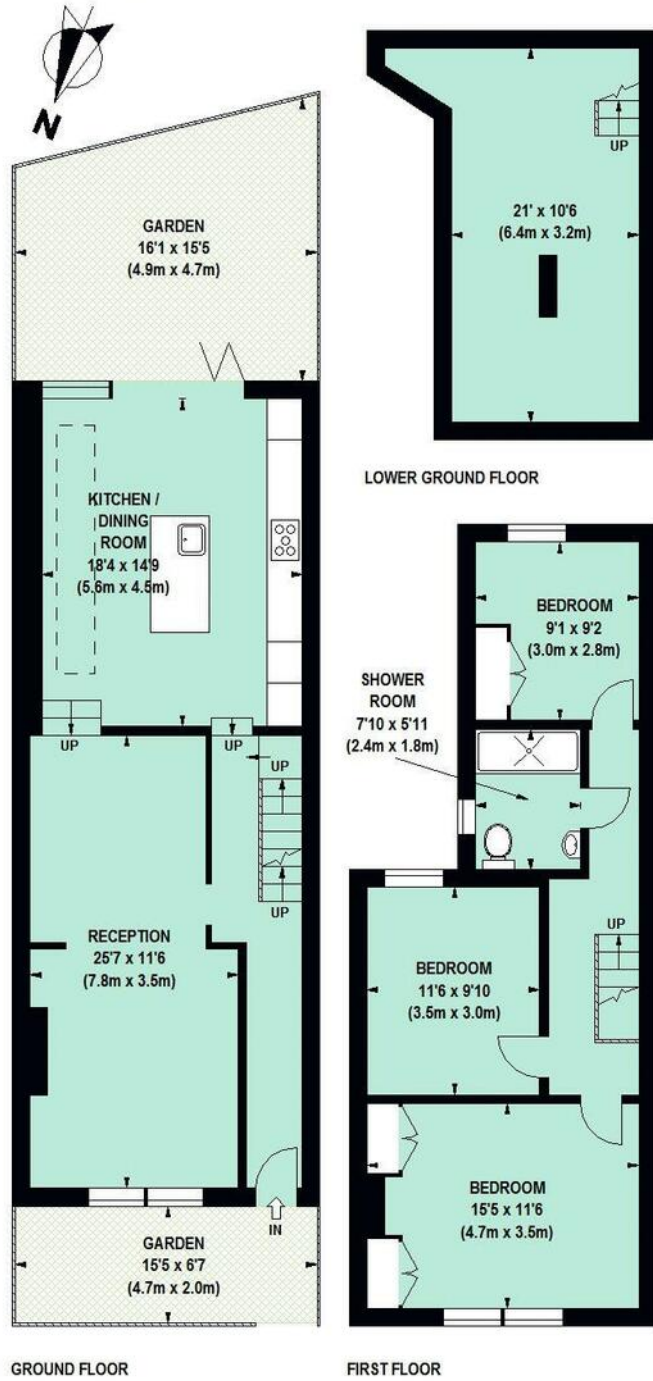 N
GARDEN
16'1 x 15'5
(4.9m x 4.7m)
KITCHEN /
DINING
ROOM
18'4 x 14'9
(5.6m x 4.5m)
UP
UP
UP
UP
RECEPTION
25'7 x 11'6
(7.8m x 3.5m)
IN
GARDEN
15'5 x 6'7
(4.7m x 2.0m)
GROUND FLOOR
UP
21' x 10'6
(6.4m x 3.2m)
LOWER GROUND FLOOR
BEDROOM
9'1 x 9'2
(3.0m x 2.8m)
SHOWER
ROOM
7'10 x 5'11
(2.4m x 1.8m)
UP
BEDROOM
11'6 x 9'10
(3.5m x 3.0m)
BEDROOM
15'5 x 11'6
(4.7m x 3.5m)
FIRST FLOOR